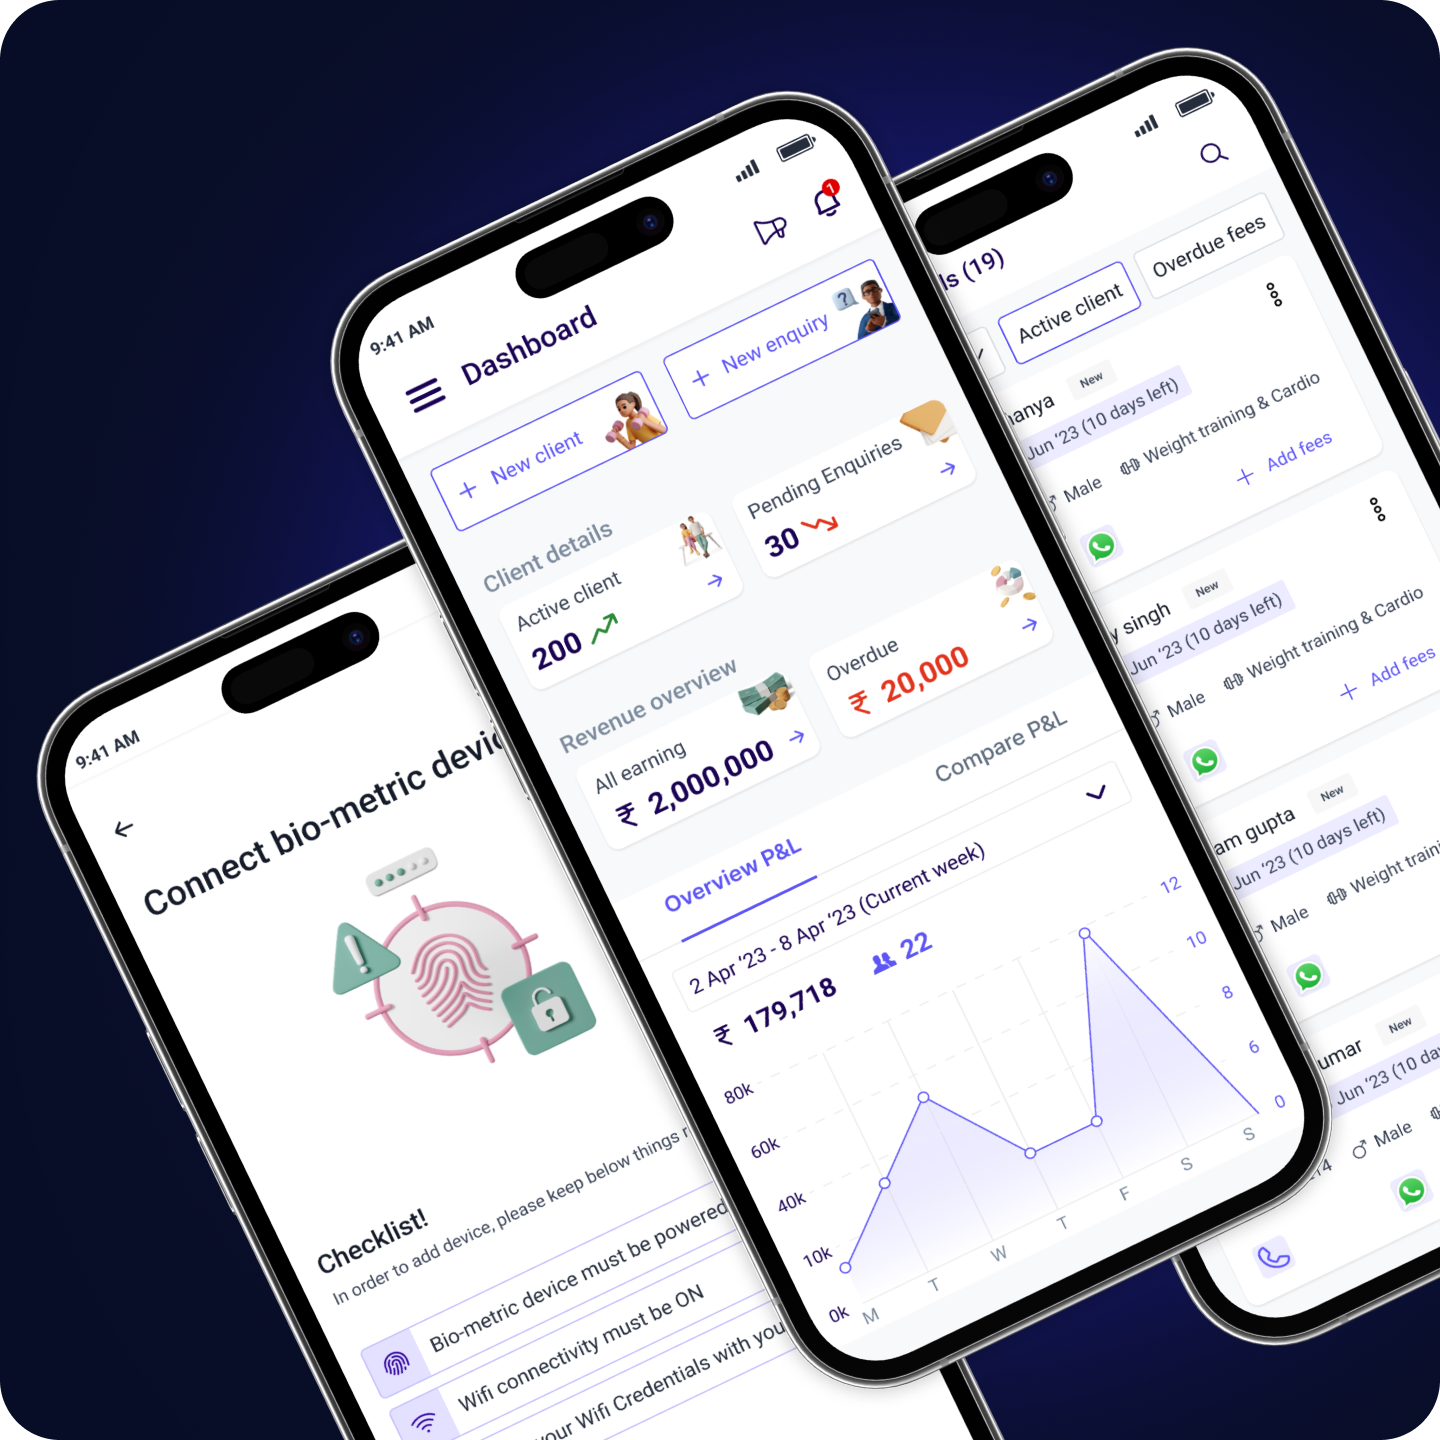 9:41 AM
Dashboard
1
New client
New enquiry
Client details
Active client
200
Pending Enquiries
30
Revenue overview
All earning
₹ 2,000,000
Overdue
₹ 20,000
Overview P&L
Compare P&L
2 Apr '23 - 8 Apr '23 (Current week)
₹ 179,718
22
80k
60k
40k
10k
0k
12
10
8
6
0
M
T
W
T
F
S
S
9:41 AM
Connect bio-metric devic
Checklist!
In order to add device, please keep below things r
Bio-metric device must be powered
Wifi connectivity must be ON
your Wifi Credentials with you
ls (19)
Active client
Overdue fees
hanya
New
Jun '23 (10 days left)
Male
Weight training & Cardio
Add fees
y singh
New
Jun '23 (10 days left)
Male
Weight training & Cardio
Add fees
am gupta
New
Jun '23 (10 days left)
Male
Weight traini
umar
New
Jun '23 (10 da
Male